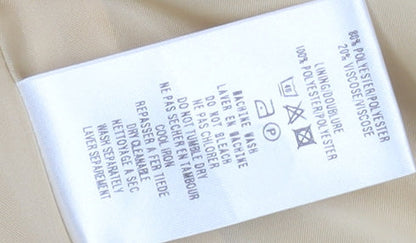 80% POLYESTER/POLYESTER
20% VISCOSE/VISCOSE
LINING/DOUBLURE
100% POLYESTER/POLYESTER
40
P
MACHINE WASH
LAVER EN MACHINE
DO NOT BLEACH
NE PAS CHLORER
DO NOT TUMBLE DRY
NE PAS SECHER EN TAMBOUR
COOL IRON
REPASSER A FER TIEDE
DRY CLEANABLE
NETTOYAGE A SEC
WASH SEPARATELY
LAVER SEPAREMENT